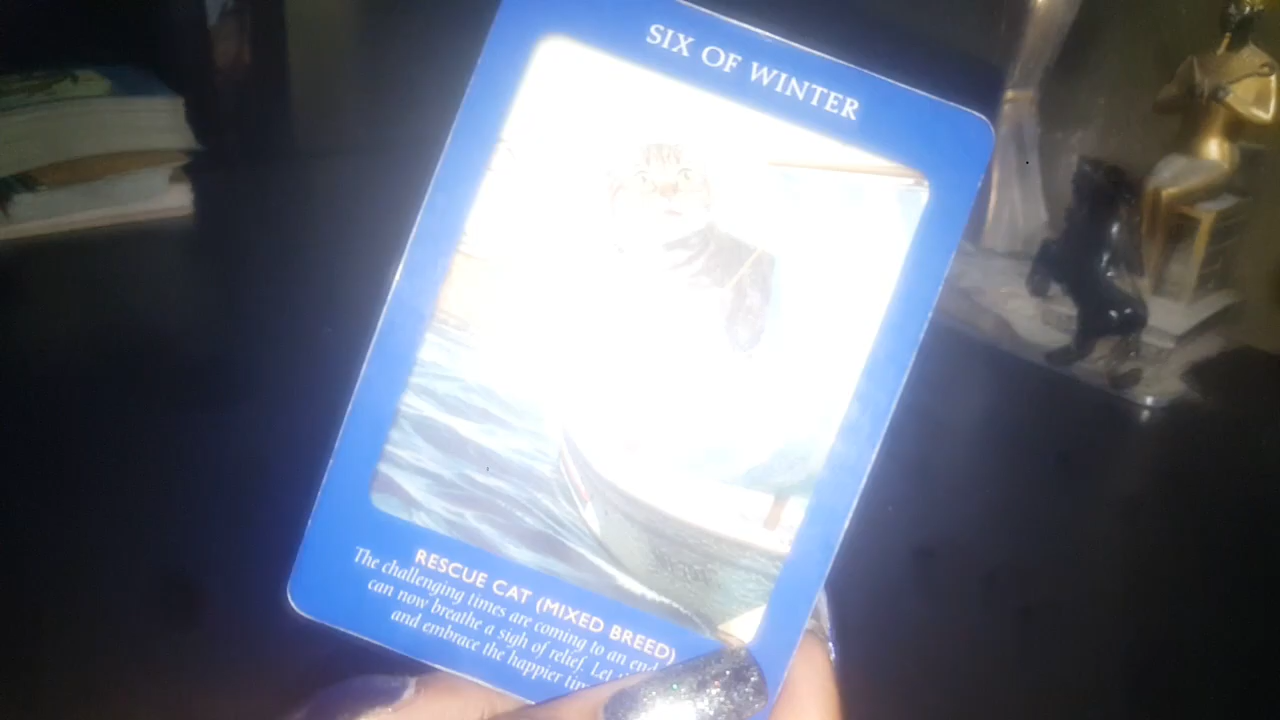 SIX OF WINTER
RESCUE CAT (MIXED BREED)
The challenging times are coming to an end
can now breathe a sigh of relief. Let
and embrace the happier